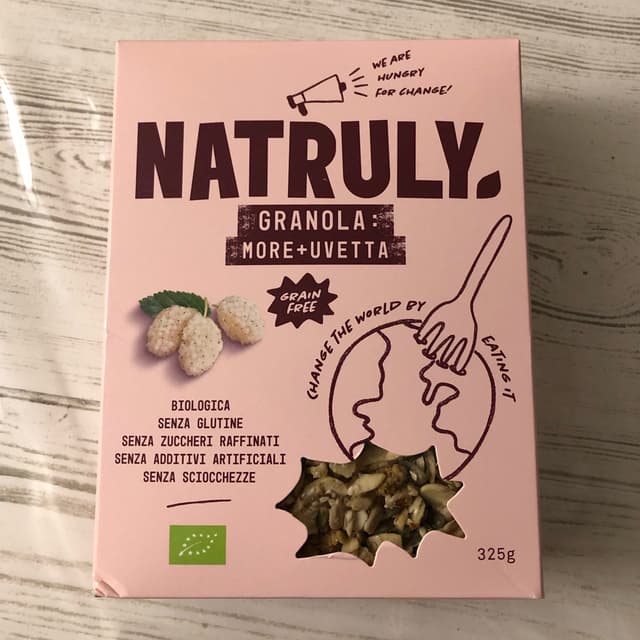 WE ARE
HUNGRY
FOR CHANGE!
NATRULY.
GRANOLA:
MORE+UVETTA
GRAIN
FREE
CHANGE THE WORLD BY EATING IT
BIOLOGICA
SENZA GLUTINE
SENZA ZUCCHERI RAFFINATI
SENZA ADDITIVI ARTIFICIALI
SENZA SCIOCCHEZZE
325g